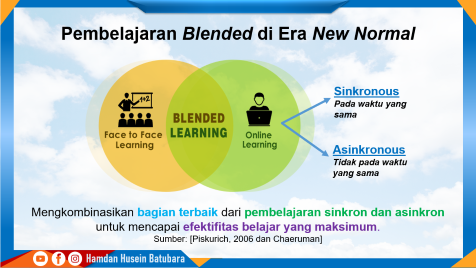 Pembelajaran Blended di Era New Normal
1+2
Face to Face
Learning
BLENDED
LEARNING
Online
Learning
Sinkronous
Pada waktu yang
sama
Asinkronous
Tidak pada waktu
yang sama
Mengkombinasikan bagian terbaik dari pembelajaran sinkron dan asinkron
untuk mencapai efektifitas belajar yang maksimum.
Sumber: [Piskurich, 2006 dan Chaeruman]
Hamdan Husein Batubara